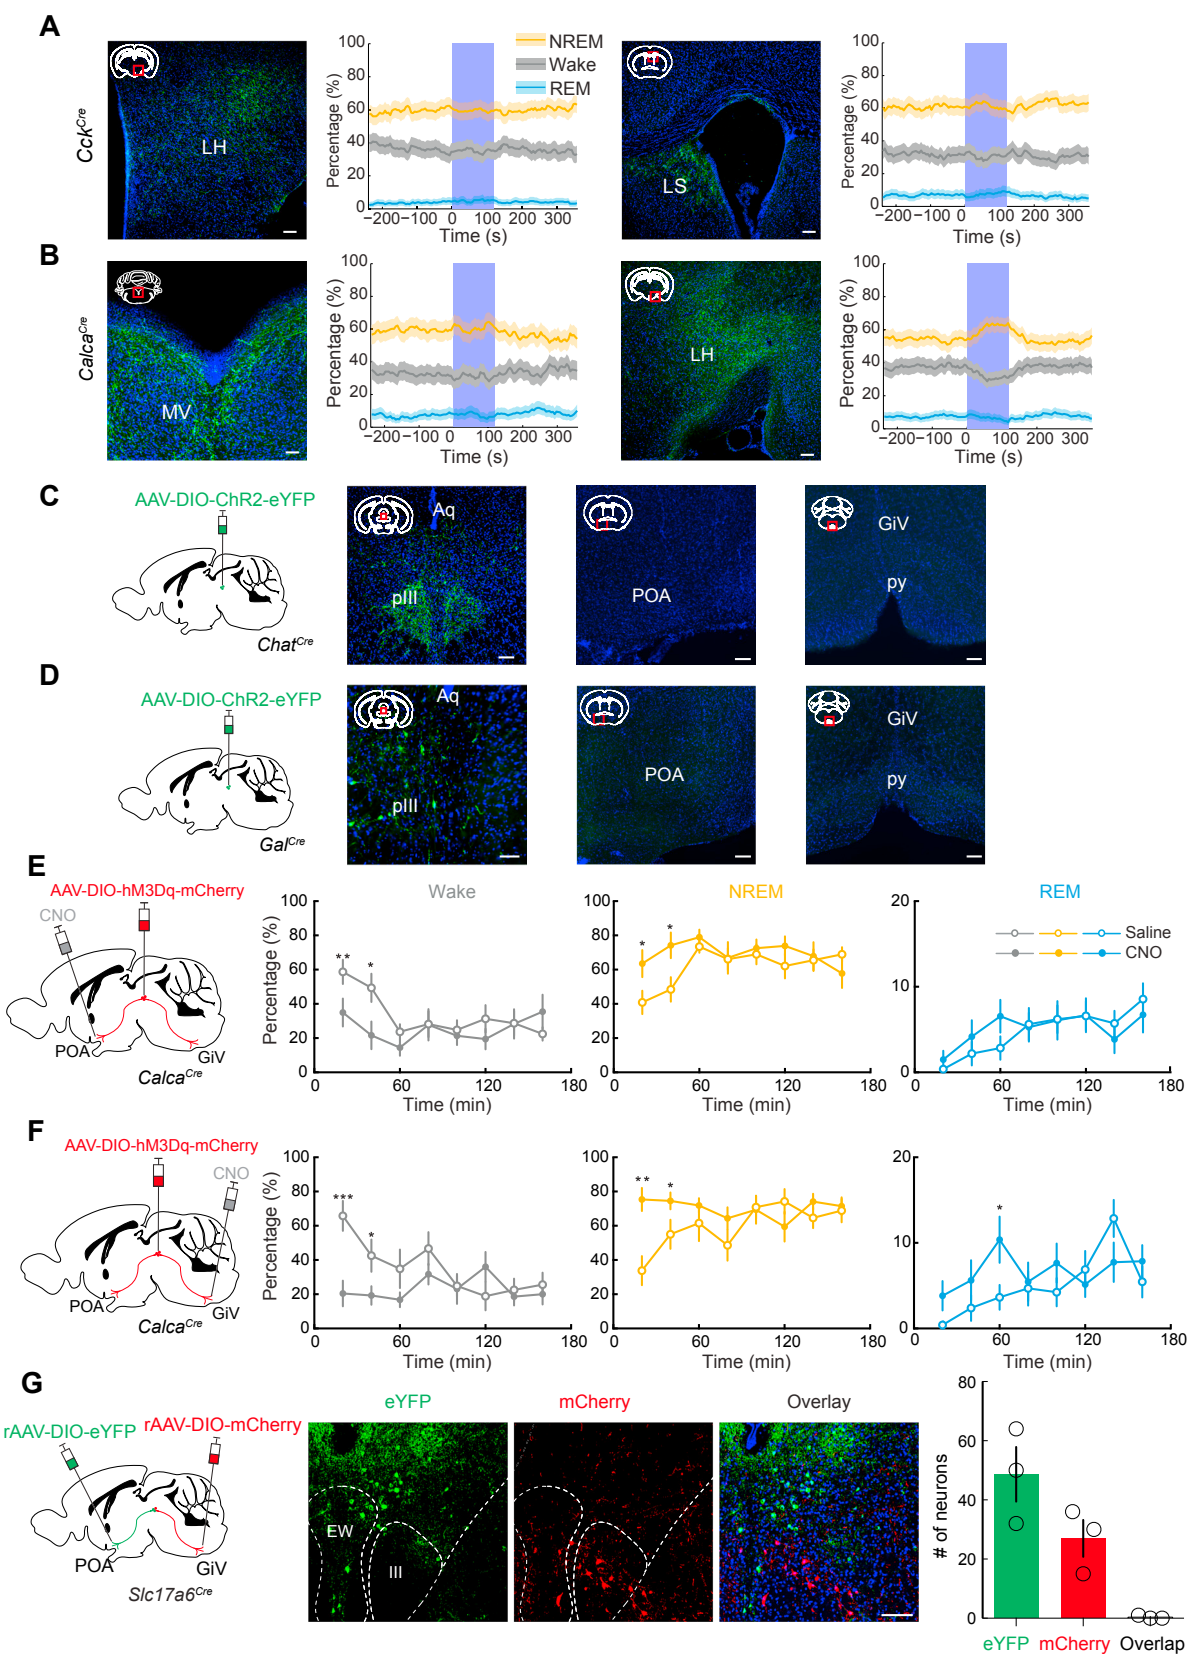 A
Cck^Cre
LH
Percentage (%)
100
80
60
40
20
0
−200
−100
0
100
200
300
Time (s)
NREM
Wake
REM
LS
Percentage (%)
100
80
60
40
20
0
−200
−100
0
100
200
300
Time (s)
B
Calca^Cre
MV
Percentage (%)
100
80
60
40
20
0
−200
−100
0
100
200
300
Time (s)
LH
Percentage (%)
100
80
60
40
20
0
−200
−100
0
100
200
300
Time (s)
C
AAV-DIO-ChR2-eYFP
Chat^Cre
Aq
pIII
POA
GiV
py
D
AAV-DIO-ChR2-eYFP
Gal^Cre
Aq
pIII
POA
GiV
py
E
AAV-DIO-hM3Dq-mCherry
CNO
POA
GiV
Calca^Cre
Wake
Percentage (%)
100
80
60
40
20
0
**
*
0
60
120
180
Time (min)
NREM
100
80
60
40
20
0
*
*
0
60
120
180
Time (min)
REM
20
10
0
Saline
CNO
0
60
120
180
Time (min)
F
AAV-DIO-hM3Dq-mCherry
CNO
POA
GiV
Calca^Cre
Percentage (%)
100
80
60
40
20
0
***
*
0
60
120
180
Time (min)
100
80
60
40
20
0
**
*
0
60
120
180
Time (min)
20
10
0
*
0
60
120
180
Time (min)
G
rAAV-DIO-eYFP
rAAV-DIO-mCherry
POA
GiV
Slc17a6^Cre
eYFP
EW
III
mCherry
Overlay
# of neurons
80
60
40
20
0
eYFP
mCherry
Overlap